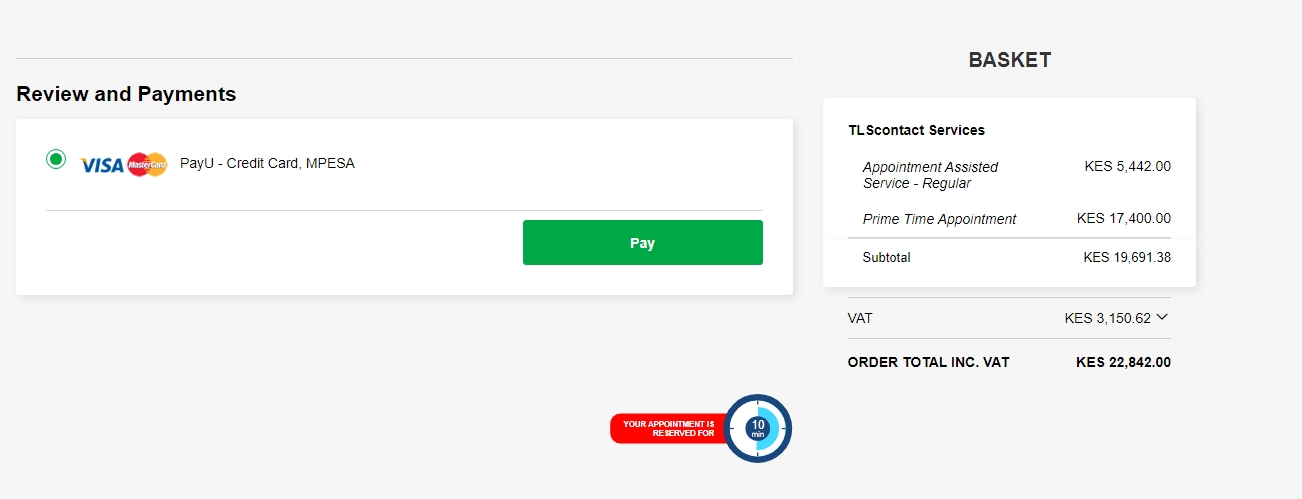 BASKET
Review and Payments
VISA MasterCard PayU - Credit Card, MPESA
Pay
TLScontact Services
Appointment Assisted
Service - Regular
KES 5,442.00
Prime Time Appointment
KES 17,400.00
Subtotal
KES 19,691.38
VAT
KES 3,150.62
ORDER TOTAL INC. VAT
KES 22,842.00
YOUR APPOINTMENT IS
RESERVED FOR
10
min